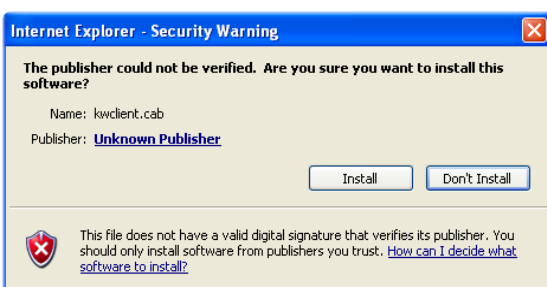 Internet Explorer - Security Warning
The publisher could not be verified.  Are you sure you want to install this
software?
Name: kwclient.cab
Publisher: Unknown Publisher
Install Don't Install
This file does not have a valid digital signature that verifies its publisher. You
should only install software from publishers you trust. How can I decide what
software to install?